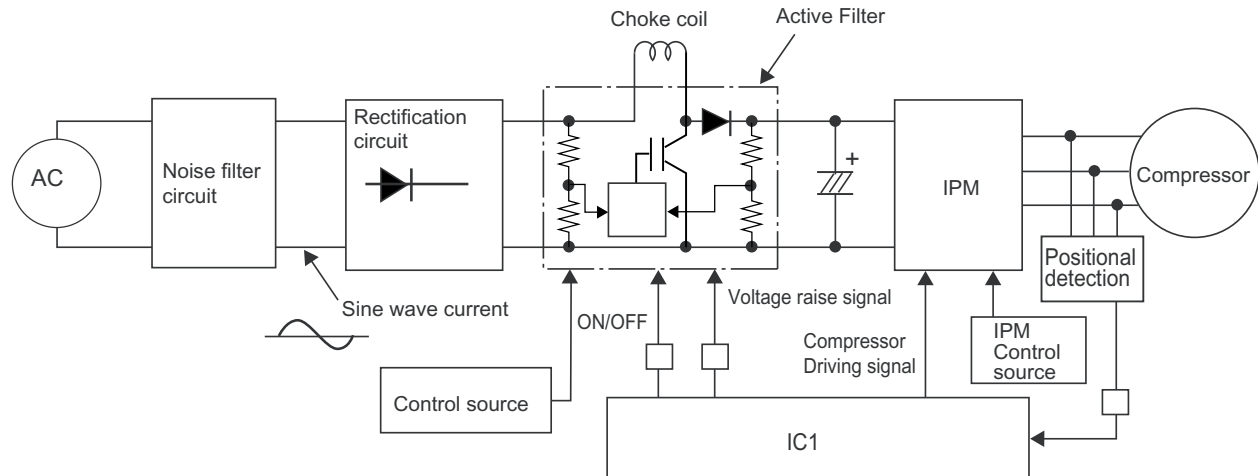 Choke coil
Active Filter
AC
Noise filter
circuit
Rectification
circuit
+
IPM
Compressor
Positional
detection
Sine wave current
ON/OFF
Voltage raise signal
Compressor
Driving signal
IPM
Control
source
Control source
IC1